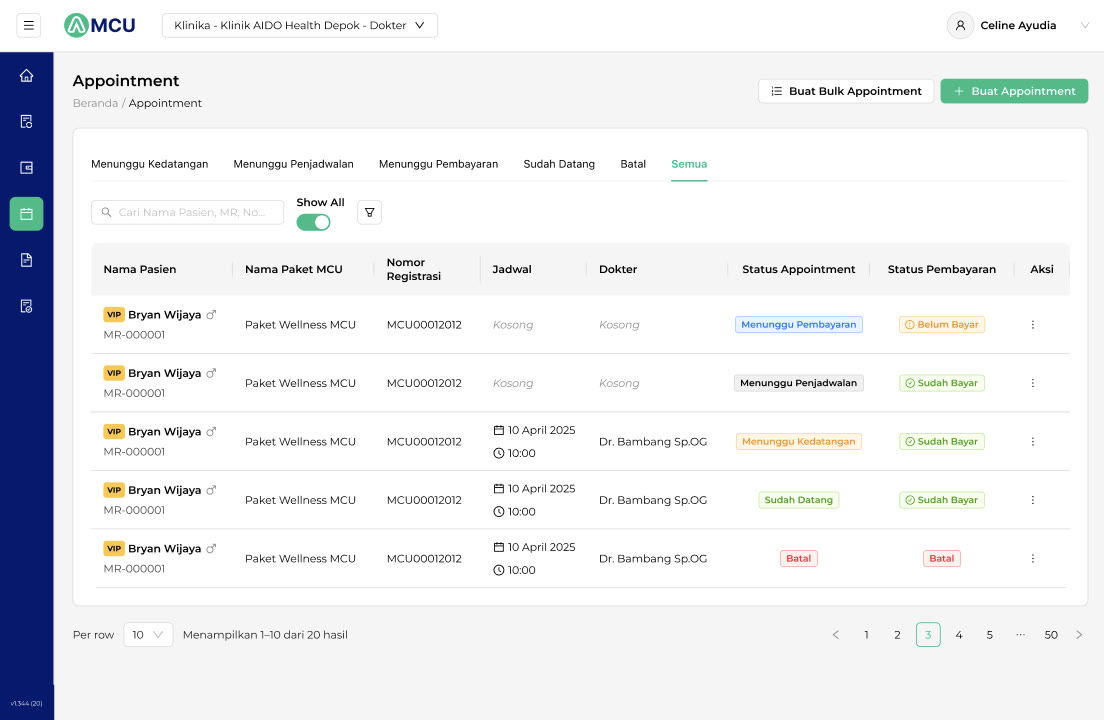 MCU
Klinika - Klinik AIDO Health Depok - Dokter
Celine Ayudia
Appointment
Beranda / Appointment
Buat Bulk Appointment
Buat Appointment
Menunggu Kedatangan
Menunggu Penjadwalan
Menunggu Pembayaran
Sudah Datang
Batal
Semua
Cari Nama Pasien, MR, No...
Show All
Nama Pasien
Nama Paket MCU
Nomor
Registrasi
Jadwal
Dokter
Status Appointment
Status Pembayaran
Aksi
VIP Bryan Wijaya
MR-000001
Paket Wellness MCU
MCU00012012
Kosong
Kosong
Menunggu Pembayaran
Belum Bayar
VIP Bryan Wijaya
MR-000001
Paket Wellness MCU
MCU00012012
Kosong
Kosong
Menunggu Penjadwalan
Sudah Bayar
VIP Bryan Wijaya
MR-000001
Paket Wellness MCU
MCU00012012
10 April 2025
10:00
Dr. Bambang Sp.OG
Menunggu Kedatangan
Sudah Bayar
VIP Bryan Wijaya
MR-000001
Paket Wellness MCU
MCU00012012
10 April 2025
10:00
Dr. Bambang Sp.OG
Sudah Datang
Sudah Bayar
VIP Bryan Wijaya
MR-000001
Paket Wellness MCU
MCU00012012
10 April 2025
10:00
Dr. Bambang Sp.OG
Batal
Batal
Per row
10
Menampilkan 1–10 dari 20 hasil
1 2 3 4 5 ··· 50
v1.344 (20)